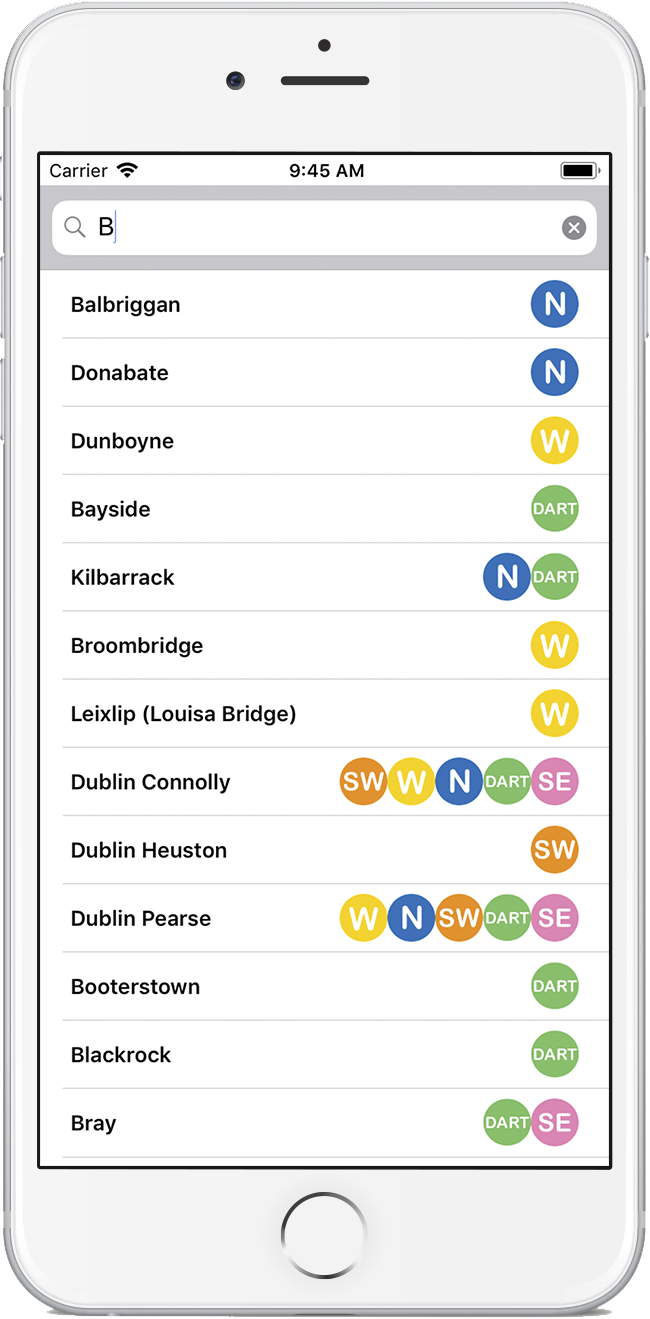 Carrier 9:45 AM
B
Balbriggan N
Donabate N
Dunboyne W
Bayside DART
Kilbarrack N DART
Broombridge W
Leixlip (Louisa Bridge) W
Dublin Connolly SW W N DART SE
Dublin Heuston SW
Dublin Pearse W N SW DART SE
Booterstown DART
Blackrock DART
Bray DART SE